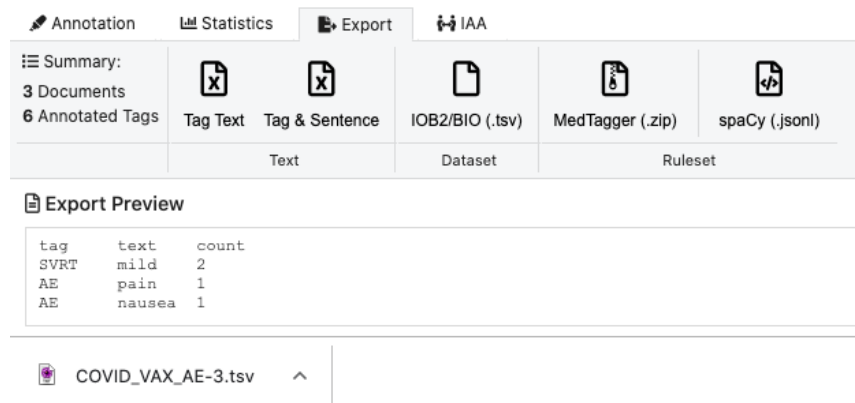 Annotation Statistics Export IAA
Summary:
3 Documents
6 Annotated Tags
Tag Text Tag & Sentence IOB2/BIO (.tsv) MedTagger (.zip) spaCy (.jsonl)
Text Dataset Ruleset
Export Preview
tag text count
SVRT mild 2
AE pain 1
AE nausea 1
COVID_VAX_AE-3.tsv